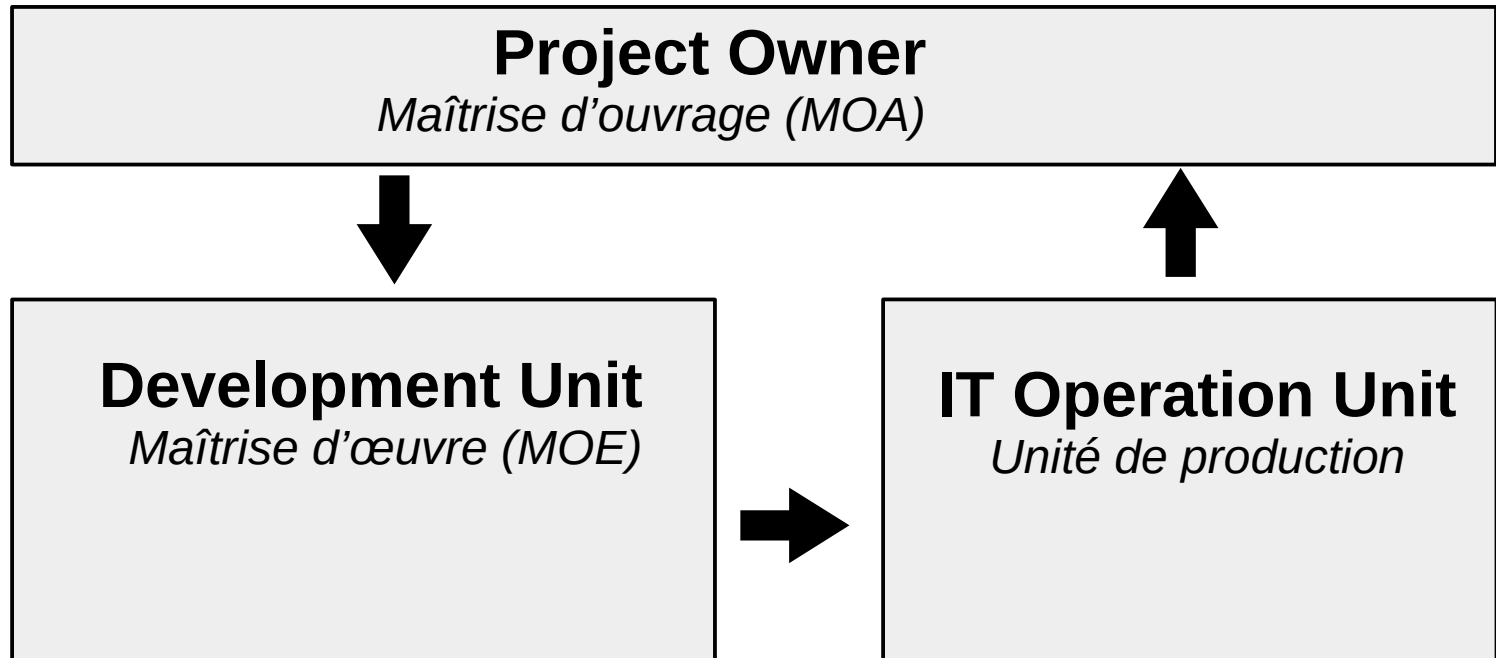 Project Owner
Maîtrise d’ouvrage (MOA)
Development Unit
Maîtrise d’œuvre (MOE)
IT Operation Unit
Unité de production